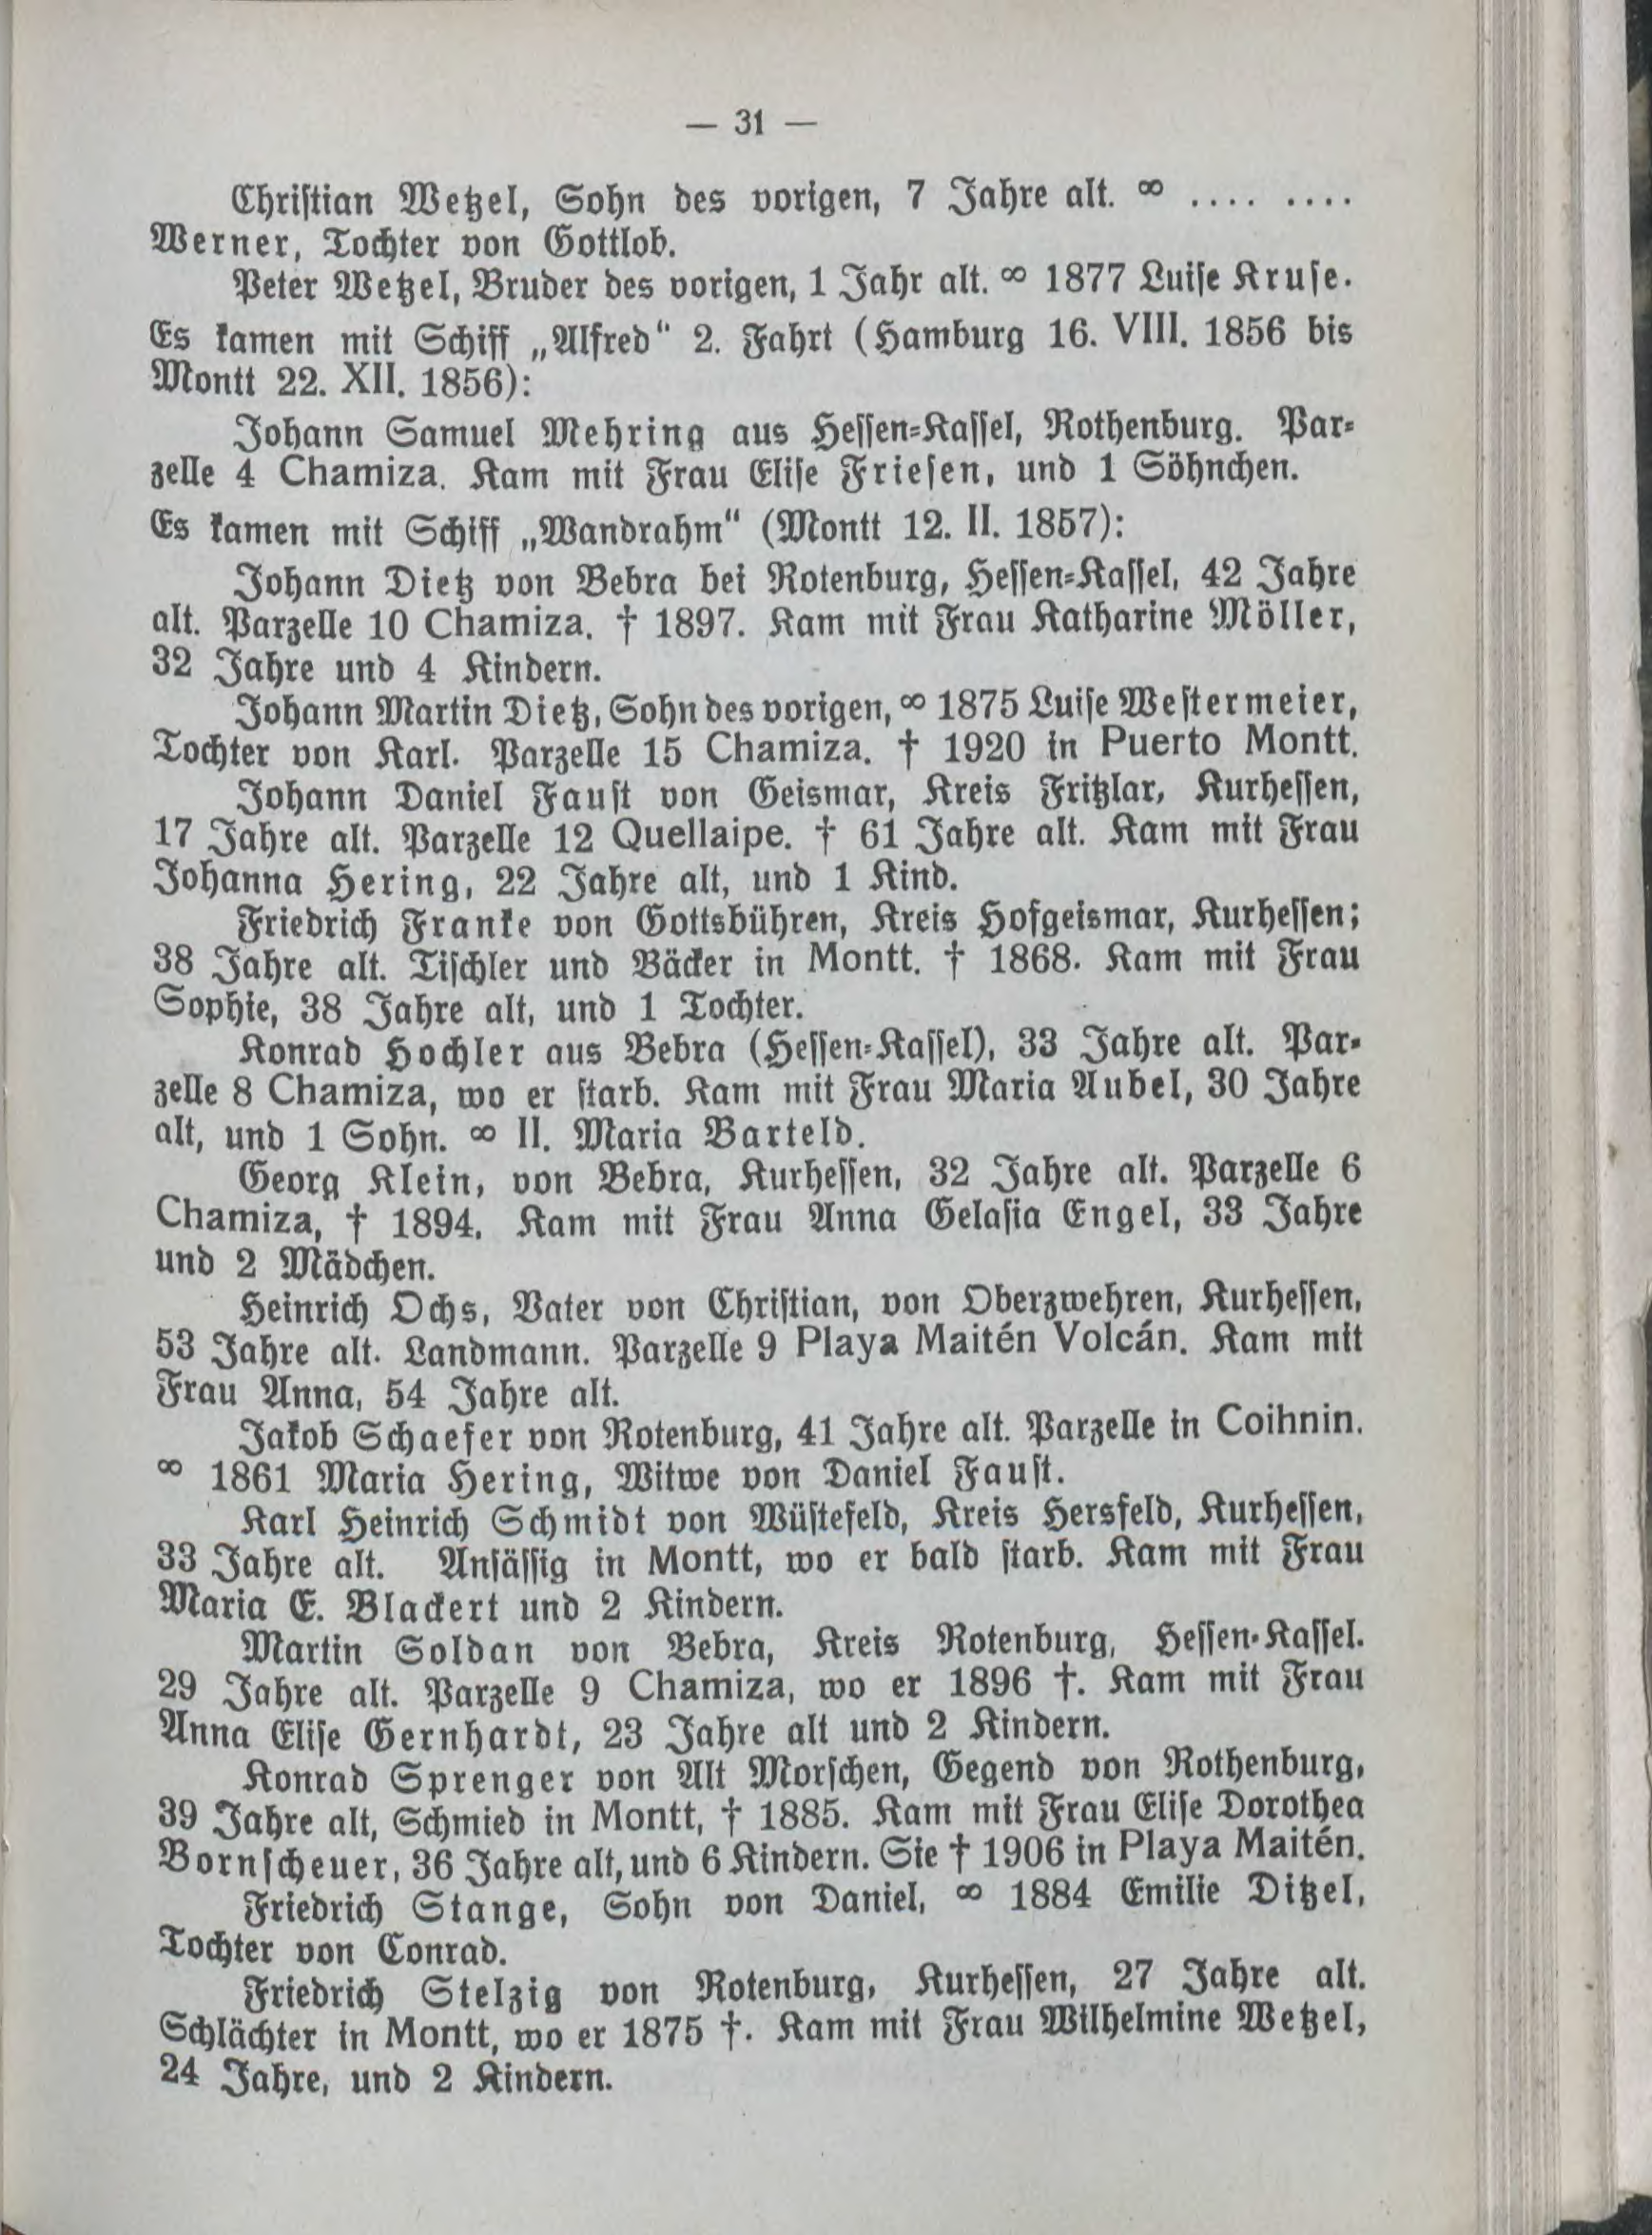 — 31 —
Christian Wetzel, Sohn des vorigen, 7 Jahre alt. ∞ .... ....
Werner, Tochter von Gottlob.
Peter Wetzel, Bruder des vorigen, 1 Jahr alt. ∞ 1877 Luise Kruse.
Es kamen mit Schiff „Alfred“ 2. Fahrt (Hamburg 16. VIII. 1856 bis
Montt 22. XII. 1856):
Johann Samuel Mehring aus Hessen-Kassel, Rothenburg. Par-
zelle 4 Chamiza. Kam mit Frau Elise Friesen, und 1 Söhnchen.
Es kamen mit Schiff „Wandrahm“ (Montt 12. II. 1857):
Johann Dietz von Bebra bei Rotenburg, Hessen-Kassel, 42 Jahre
alt. Parzelle 10 Chamiza. † 1897. Kam mit Frau Katharine Möller,
32 Jahre und 4 Kindern.
Johann Martin Dietz, Sohn des vorigen, ∞ 1875 Luise Westermeier,
Tochter von Karl. Parzelle 15 Chamiza. † 1920 in Puerto Montt.
Johann Daniel Faust von Geismar, Kreis Fritzlar, Kurhessen,
17 Jahre alt. Parzelle 12 Quellaipe. † 61 Jahre alt. Kam mit Frau
Johanna Hering, 22 Jahre alt, und 1 Kind.
Friedrich Franke von Gottsbühren, Kreis Hofgeismar, Kurhessen;
38 Jahre alt. Tischler und Bäcker in Montt. † 1868. Kam mit Frau
Sophie, 38 Jahre alt, und 1 Tochter.
Konrad Hochler aus Bebra (Hessen-Kassel), 33 Jahre alt. Par-
zelle 8 Chamiza, wo er starb. Kam mit Frau Maria Aubel, 30 Jahre
alt, und 1 Sohn. ∞ II. Maria Barteld.
Georg Klein, von Bebra, Kurhessen, 32 Jahre alt. Parzelle 6
Chamiza, † 1894. Kam mit Frau Anna Gelasia Engel, 33 Jahre
und 2 Mädchen.
Heinrich Ochs, Vater von Christian, von Oberzwehren, Kurhessen,
53 Jahre alt. Landmann. Parzelle 9 Playa Maitén Volcán. Kam mit
Frau Anna, 54 Jahre alt.
Jakob Schaefer von Rotenburg, 41 Jahre alt. Parzelle in Coihnin.
∞ 1861 Maria Hering, Witwe von Daniel Faust.
Karl Heinrich Schmidt von Wüstefeld, Kreis Hersfeld, Kurhessen,
33 Jahre alt. Ansässig in Montt, wo er bald starb. Kam mit Frau
Maria E. Blackert und 2 Kindern.
Martin Soldan von Bebra, Kreis Rotenburg, Hessen-Kassel.
29 Jahre alt. Parzelle 9 Chamiza, wo er 1896 †. Kam mit Frau
Anna Elise Gernhardt, 23 Jahre alt und 2 Kindern.
Konrad Sprenger von Alt Morschen, Gegend von Rothenburg,
39 Jahre alt, Schmied in Montt, † 1885. Kam mit Frau Elise Dorothea
Bornscheuer, 36 Jahre alt, und 6 Kindern. Sie † 1906 in Playa Maitén.
Friedrich Stange, Sohn von Daniel, ∞ 1884 Emilie Ditzel,
Tochter von Conrad.
Friedrich Stelzig von Rotenburg, Kurhessen, 27 Jahre alt.
Schlächter in Montt, wo er 1875 †. Kam mit Frau Wilhelmine Wetzel,
24 Jahre, und 2 Kindern.